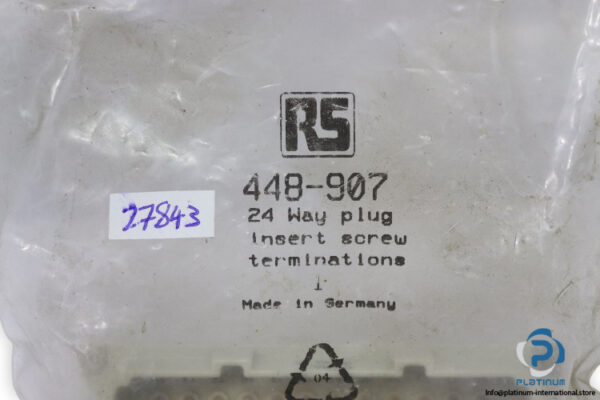 RS
448-907
27843
24 Way plug
insert screw
terminations
1
Made in Germany
04
PLATINUM
Info@platinum-international.store